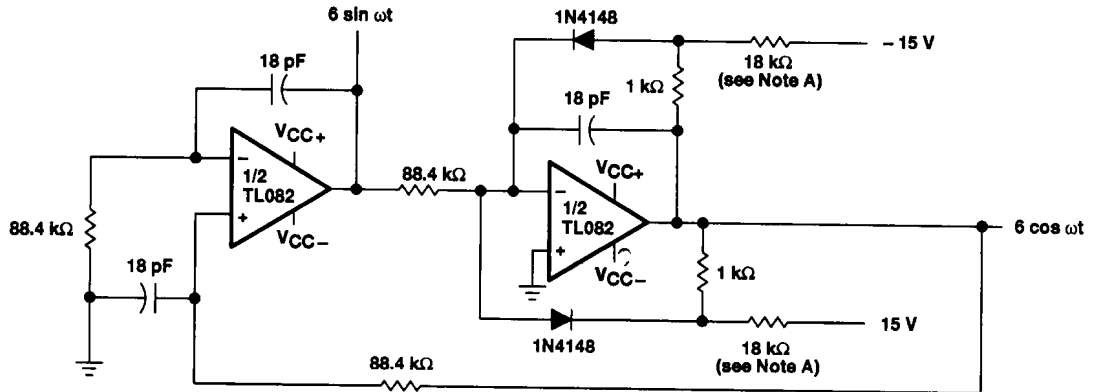 6 sin ωt
1N4148
− 15 V
18 kΩ
(see Note A)
18 pF
1 kΩ
18 pF
VCC+
−
1/2
TL082
+
VCC−
88.4 kΩ
88.4 kΩ
18 pF
VCC+
−
1/2
TL082
+
VCC−
6 cos ωt
1 kΩ
1N4148
15 V
18 kΩ
(see Note A)
88.4 kΩ